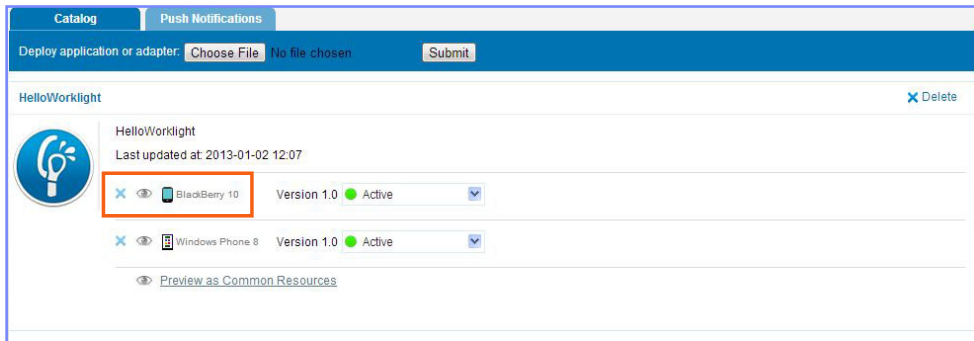 Catalog Push Notifications
Deploy application or adapter: Choose File No file chosen Submit
HelloWorklight Delete
HelloWorklight
Last updated at: 2013-01-02 12:07
BlackBerry 10 Version 1.0 Active
Windows Phone 8 Version 1.0 Active
Preview as Common Resources